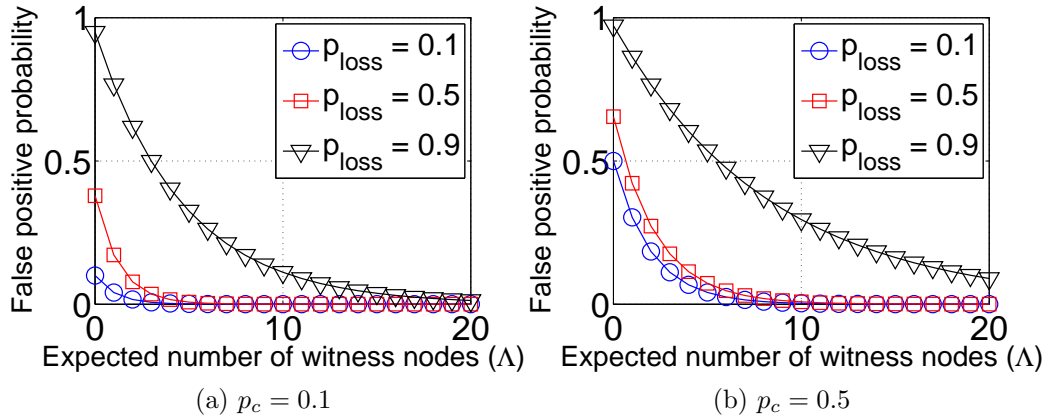 False positive probability
1
0.5
0
0
10
20
p_loss = 0.1
p_loss = 0.5
p_loss = 0.9
Expected number of witness nodes (Λ)
(a) p_c = 0.1
False positive probability
1
0.5
0
0
10
20
p_loss = 0.1
p_loss = 0.5
p_loss = 0.9
Expected number of witness nodes (Λ)
(b) p_c = 0.5